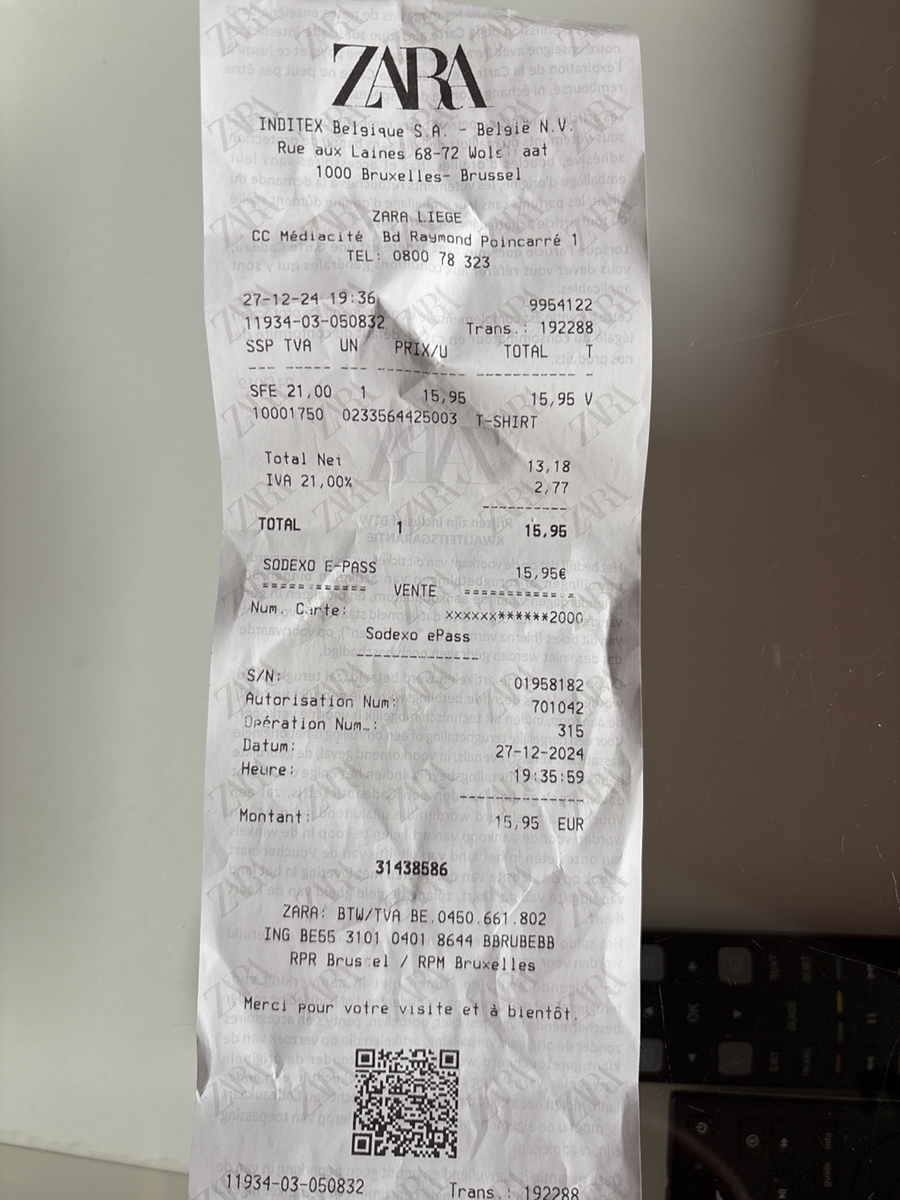 ZARA
INDITEX Belgique S.A. - België N.V.
Rue aux Laines 68-72
1000 Bruxelles- Brussel
ZARA LIEGE
CC Médiacité Bd Raymond Poincarré 1
TEL: 0800 78 323
27-12-24 19:36 9954122
11934-03-050832 Trans.: 192288
SSP TVA UN PRIX/U TOTAL T
SFE 21,00 1 15,95 15,95 V
10001750 0233564425003 T-SHIRT
Total Net 13,18
IVA 21,00% 2,77
TOTAL 1 15,95
SODEXO E-PASS 15,95€
============ VENTE ==============
Num. Carte: xxxxxx******2000
Sodexo ePass
S/N: 01958182
Autorisation Num: 701042
Opération Num.: 315
Datum: 27-12-2024
Heure: 19:35:59
Montant: 15,95 EUR
31438586
ZARA: BTW/TVA BE.0450.661.802
ING BE55 3101 0401 8644 BBRUBEBB
RPR Brussel / RPM Bruxelles
Merci pour votre visite et à bientôt.
11934-03-050832 Trans.: 192288